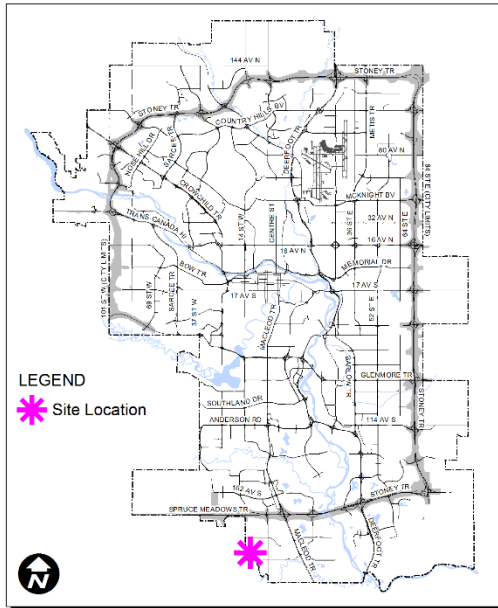 144 AV N
STONEY TR
STONEY TR
COUNTRY HILLS BV
METIS TR
DEERFOOT TR
NOSE HILL DR
SARCEE TR
80 AV N
CROWCHILD TR
84 ST E (CITY LIMITS)
MCKNIGHT BV
TRANS CANADA HI
14 ST W
CENTRE ST
36 ST E
32 AV N
64 ST E
16 AV N
16 AV N
101 ST W (CITY LIMITS)
BOW TR
MEMORIAL DR
69 ST W
SARCEE TR
37 ST W
17 AV S
17 AV S
MACLEOD TR
52 ST E
BARLOW TR
GLENMORE TR
LEGEND
Site Location
SOUTHLAND DR
STONEY TR
ANDERSON RD
114 AV S
162 AV S
STONEY TR
SPRUCE MEADOWS TR
MACLEOD TR
DEERFOOT TR
N